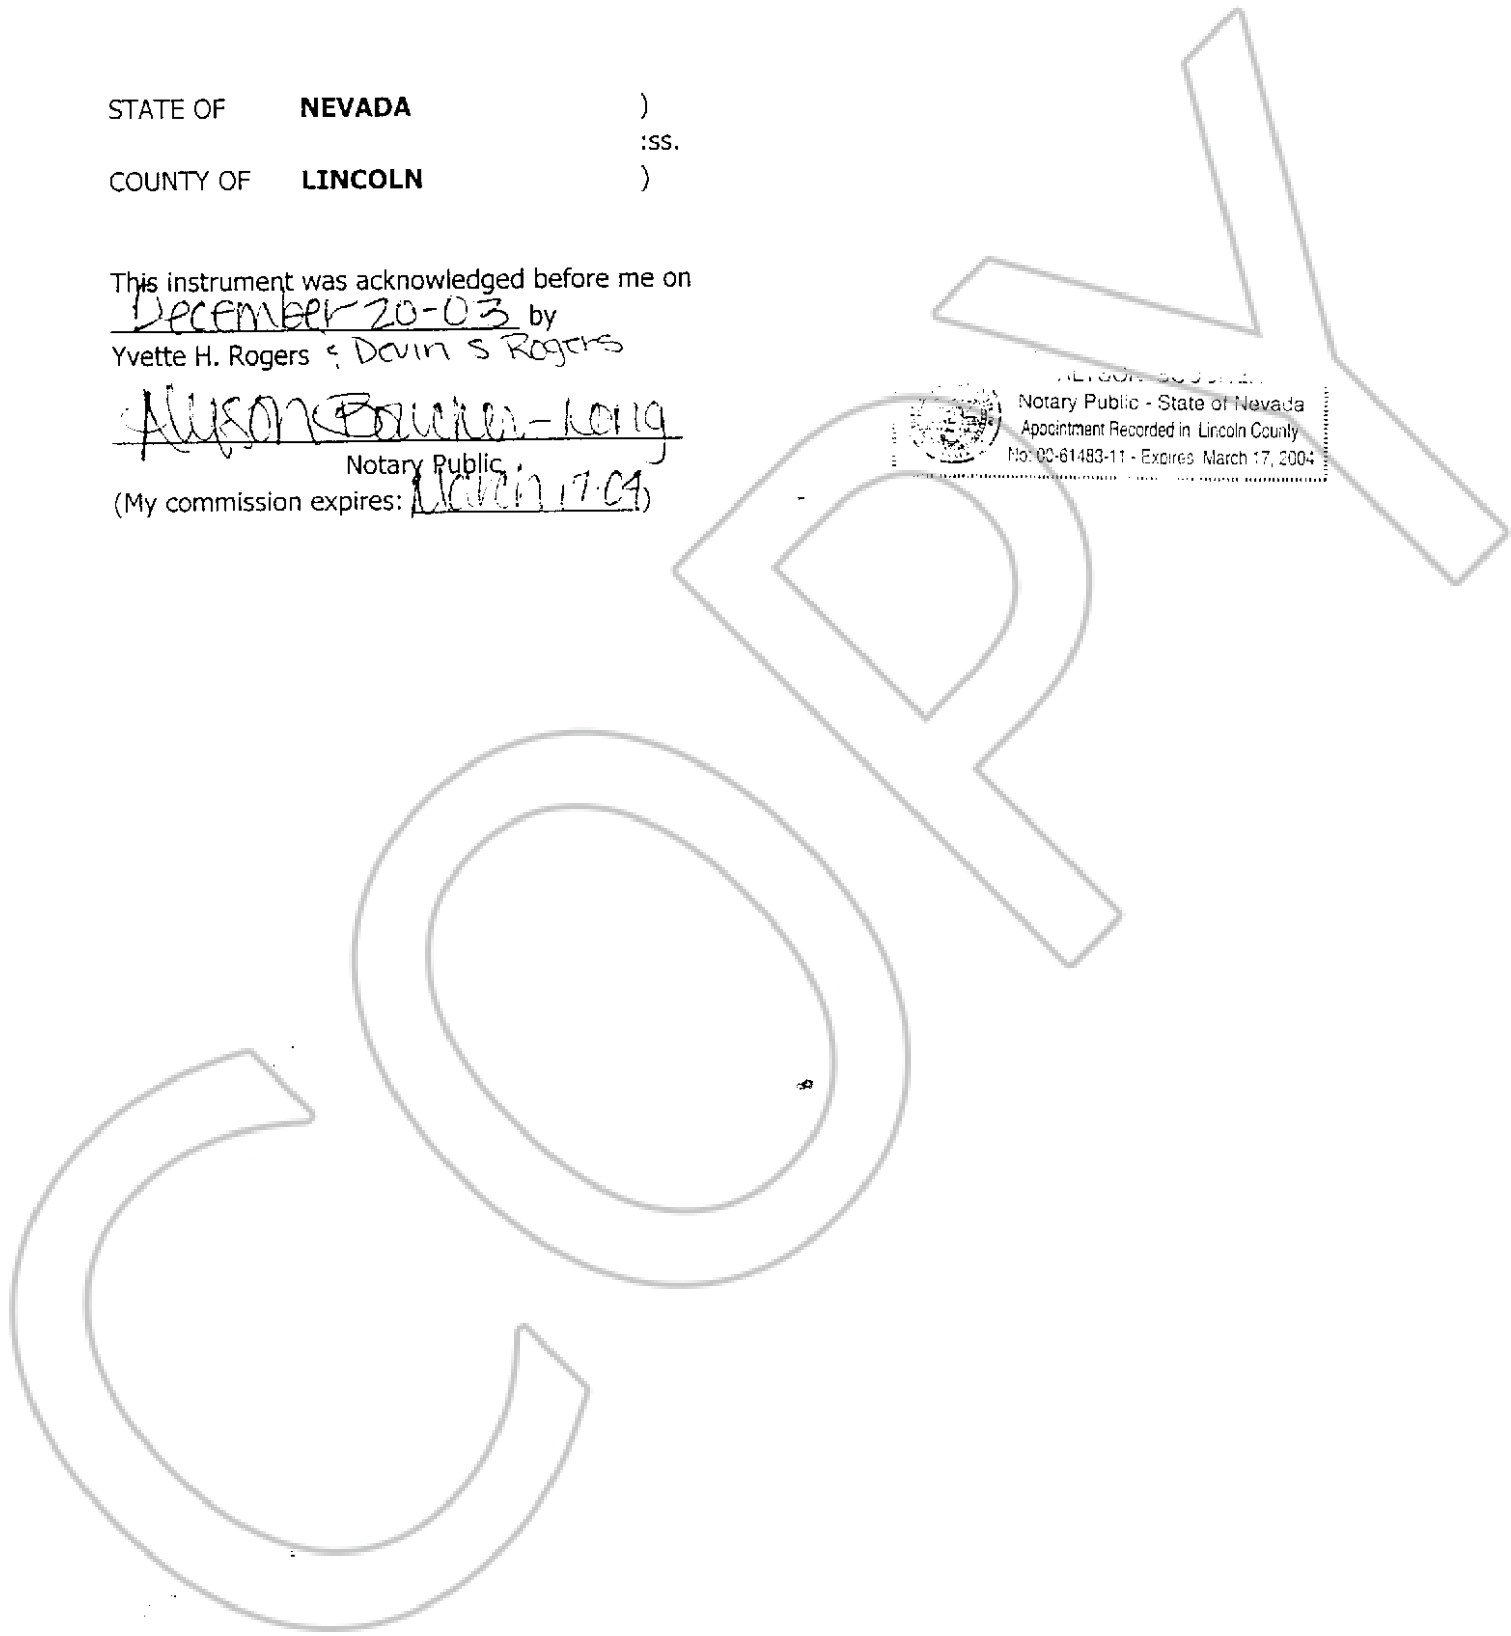 STATE OF NEVADA )
:ss.
COUNTY OF LINCOLN )
This instrument was acknowledged before me on
December 20-03 by
Yvette H. Rogers & Devin S Rogers
Alyson
Notary Public
(My commission expires: March 17-04)
Notary Public - State of Nevada
Appointment Recorded in Lincoln County
No: 00-61483-11 - Expires March 17, 2004
COPY